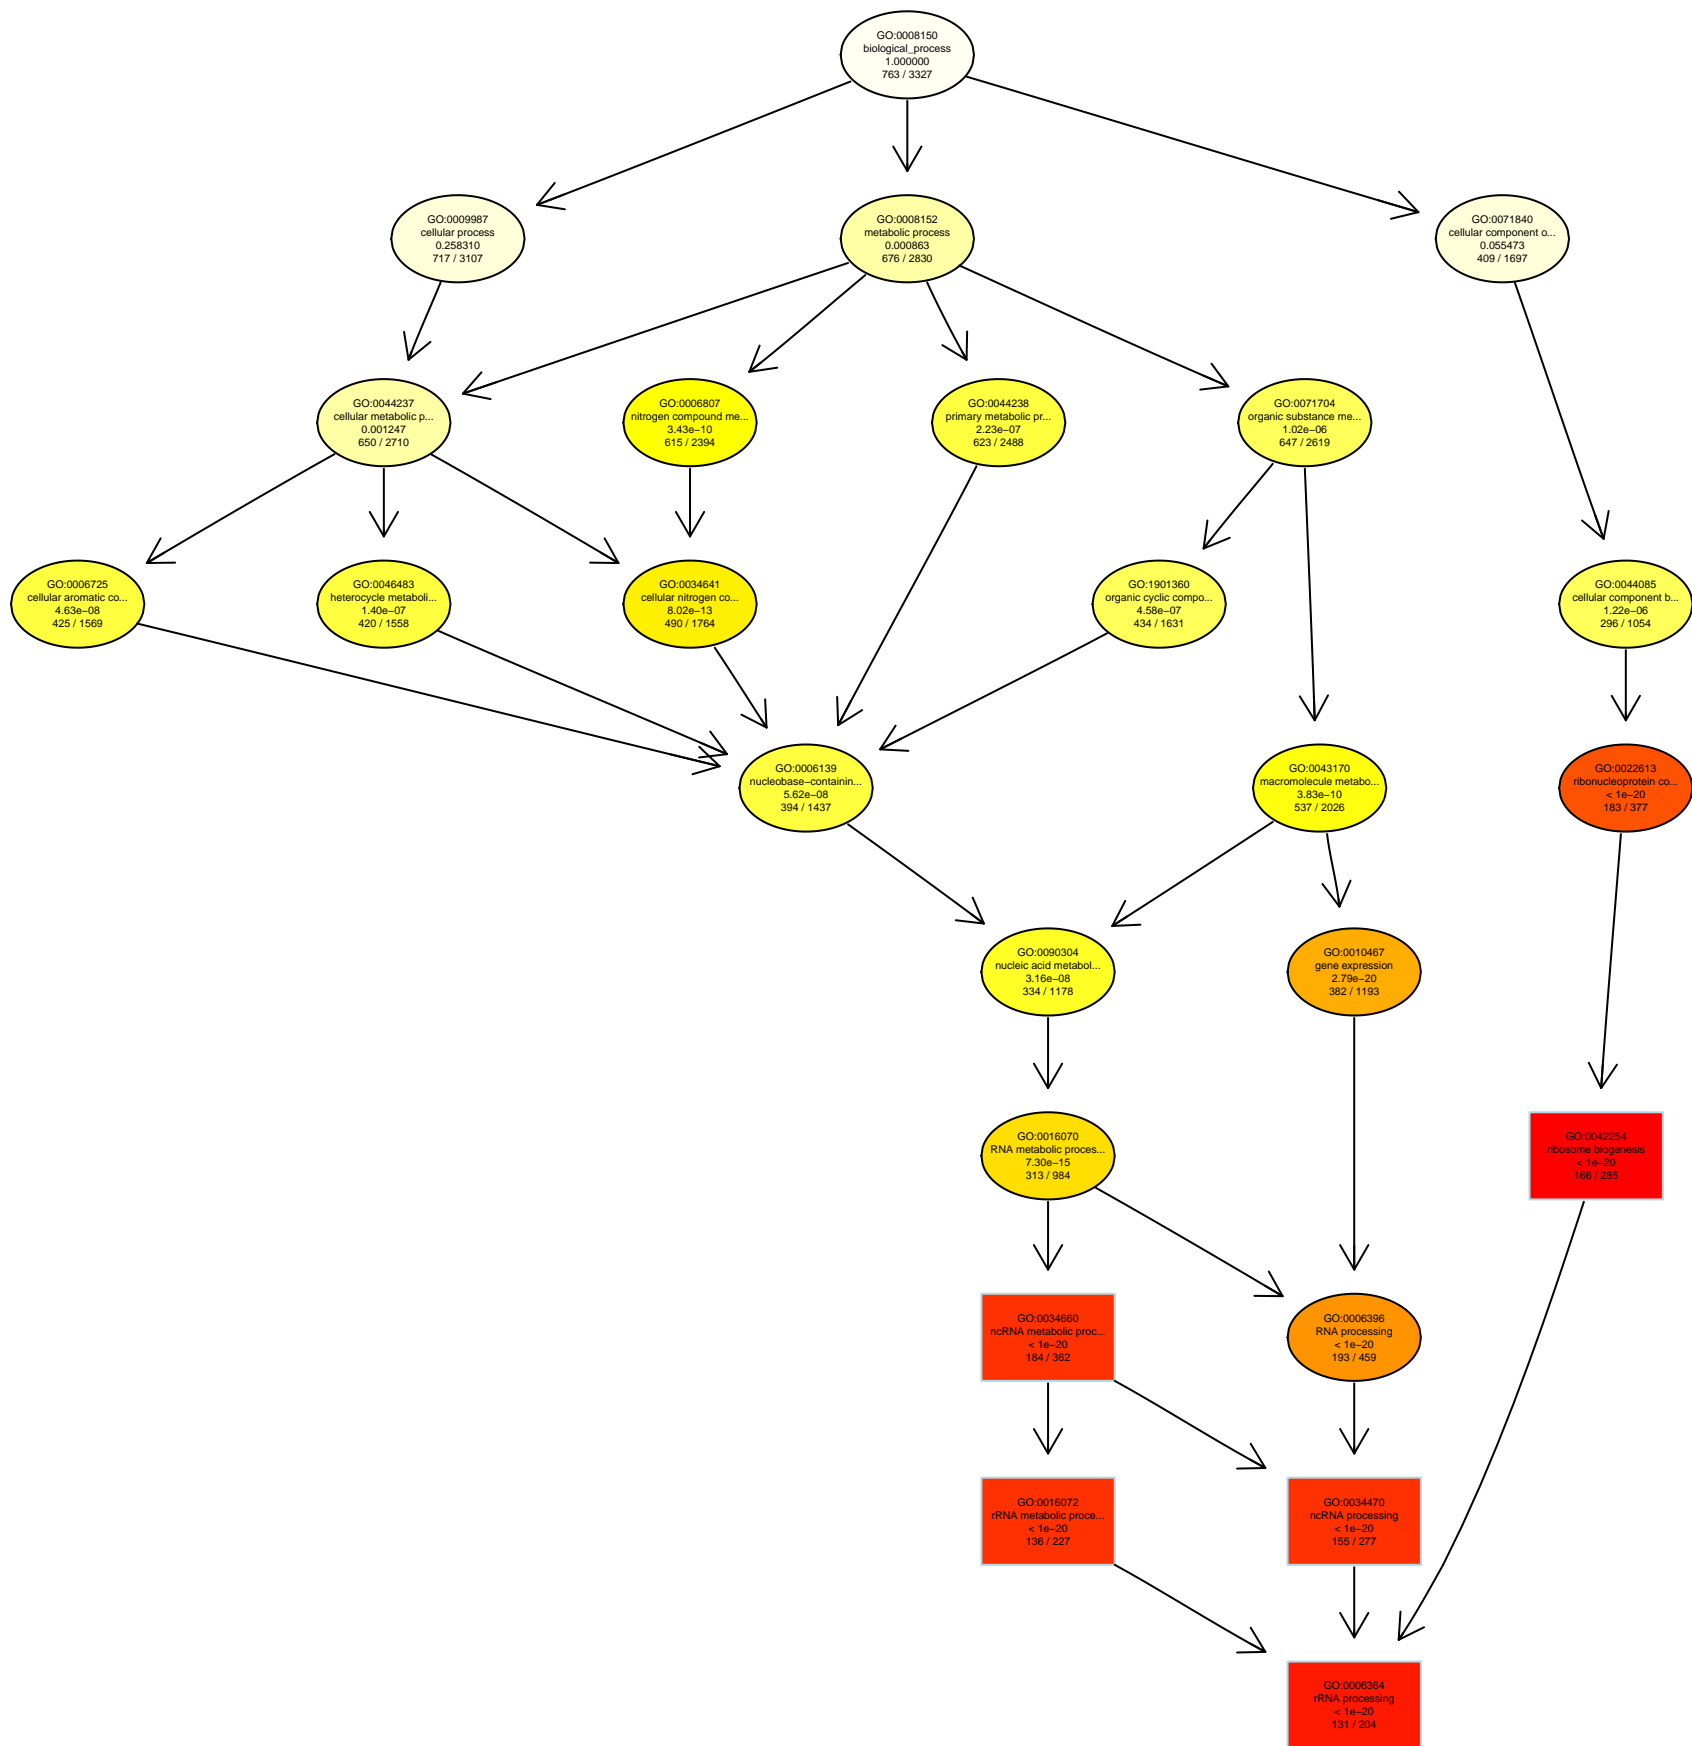 GO:0008150
biological_process
1.000000
763 / 3327
GO:0009987
cellular process
0.258310
717 / 3107
GO:0008152
metabolic process
0.000863
676 / 2830
GO:0071840
cellular component o...
0.055473
409 / 1697
GO:0044237
cellular metabolic p...
0.001247
650 / 2710
GO:0006807
nitrogen compound me...
3.43e−10
615 / 2394
GO:0044238
primary metabolic pr...
2.23e−07
623 / 2488
GO:0071704
organic substance me...
1.02e−06
647 / 2619
GO:0006725
cellular aromatic co...
4.63e−08
425 / 1569
GO:0046483
heterocycle metaboli...
1.40e−07
420 / 1558
GO:0034641
cellular nitrogen co...
8.02e−13
490 / 1764
GO:1901360
organic cyclic compo...
4.58e−07
434 / 1631
GO:0044085
cellular component b...
1.22e−06
296 / 1054
GO:0006139
nucleobase−containin...
5.62e−08
394 / 1437
GO:0043170
macromolecule metabo...
3.83e−10
537 / 2026
GO:0022613
ribonucleoprotein co...
< 1e−20
183 / 377
GO:0090304
nucleic acid metabol...
3.16e−08
334 / 1178
GO:0010467
gene expression
2.79e−20
382 / 1193
GO:0016070
RNA metabolic proces...
7.30e−15
313 / 984
GO:0042254
ribosome biogenesis
< 1e−20
166 / 285
GO:0034660
ncRNA metabolic proc...
< 1e−20
184 / 362
GO:0006396
RNA processing
< 1e−20
193 / 459
GO:0016072
rRNA metabolic proce...
< 1e−20
136 / 227
GO:0034470
ncRNA processing
< 1e−20
155 / 277
GO:0006364
rRNA processing
< 1e−20
131 / 204